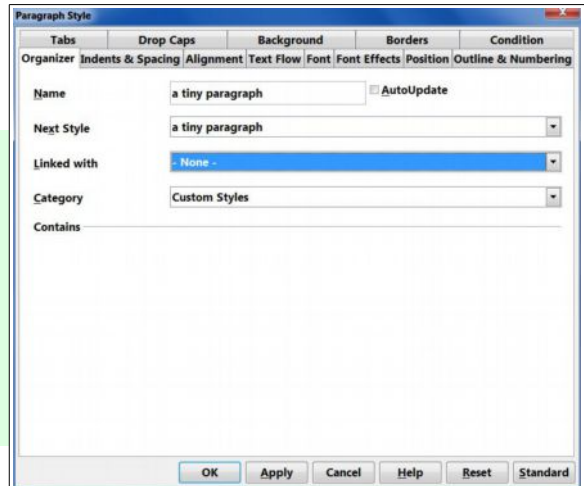 Paragraph Style
Tabs Drop Caps Background Borders Condition
Organizer Indents & Spacing Alignment Text Flow Font Font Effects Position Outline & Numbering
Name a tiny paragraph AutoUpdate
Next Style a tiny paragraph
Linked with - None -
Category Custom Styles
Contains
OK Apply Cancel Help Reset Standard